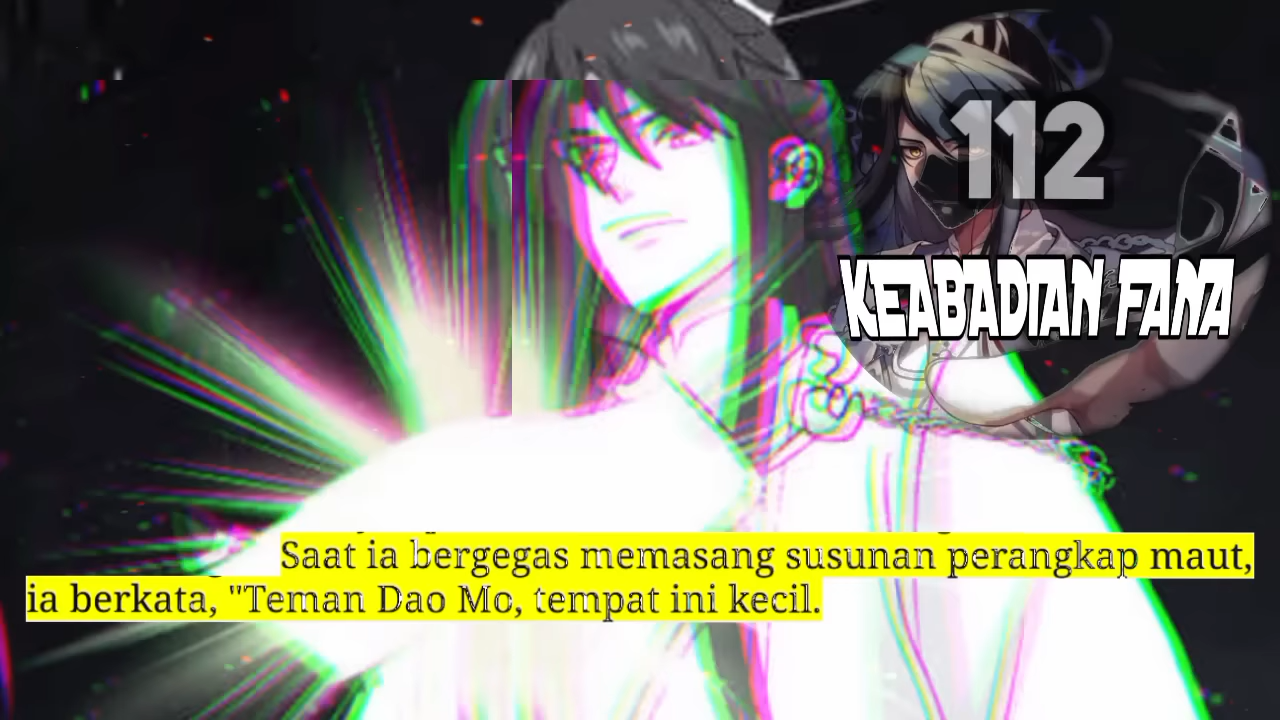 112
KEABADIAN FANA
Saat ia bergegas memasang susunan perangkap maut,
ia berkata, "Teman Dao Mo, tempat ini kecil.